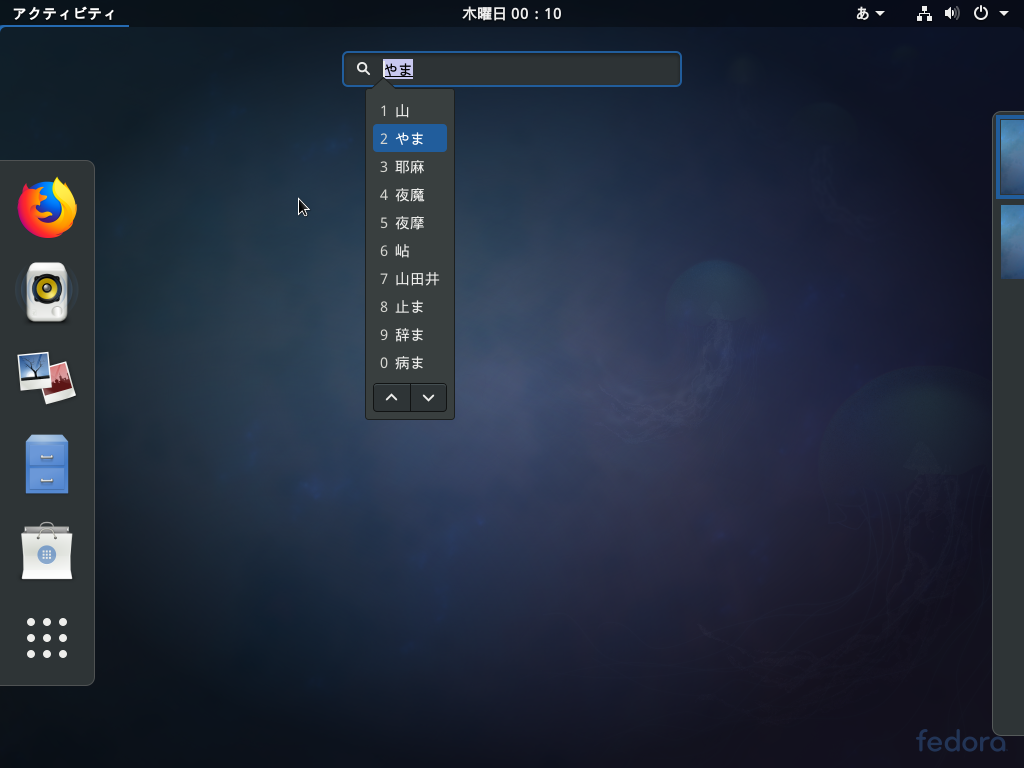 アクティビティ
木曜日 00：10
あ
やま
1 山
2 やま
3 耶麻
4 夜魔
5 夜摩
6 岾
7 山田井
8 止ま
9 辞ま
0 病ま
fedora